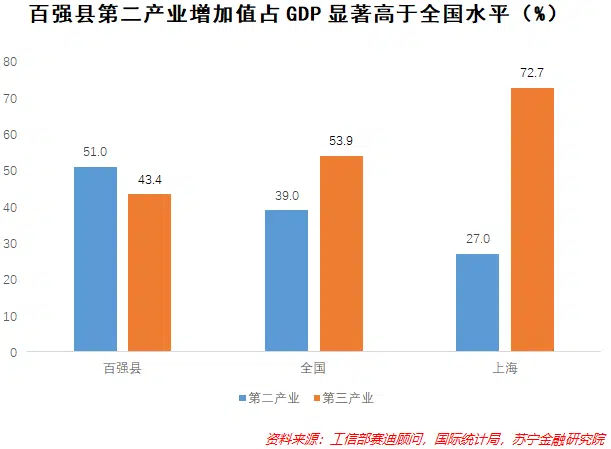 百强县第二产业增加值占 GDP 显著高于全国水平（%）
80
70
60
50
40
30
20
10
0
51.0
43.4
39.0
53.9
27.0
72.7
百强县
全国
上海
第二产业 第三产业
资料来源：工信部赛迪顾问，国际统计局，苏宁金融研究院